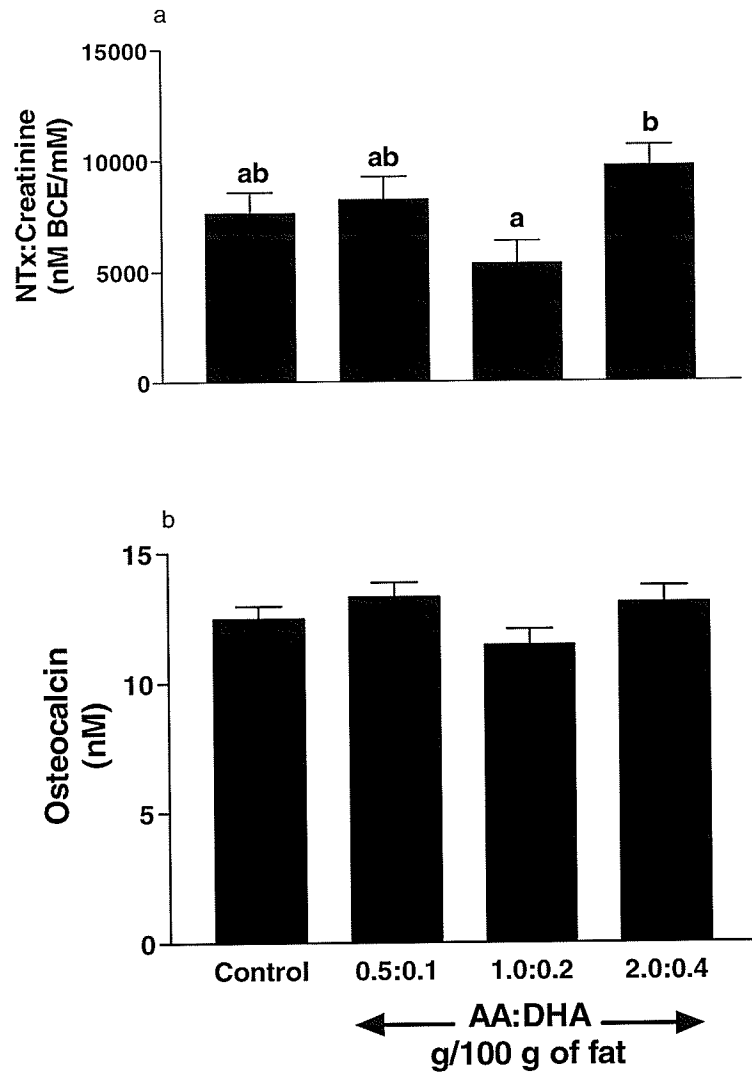 a
15000
10000
5000
0
NTx:Creatinine
(nM BCE/mM)
ab
ab
a
b
b
15
10
5
0
Osteocalcin
(nM)
Control 0.5:0.1 1.0:0.2 2.0:0.4
AA:DHA
g/100 g of fat